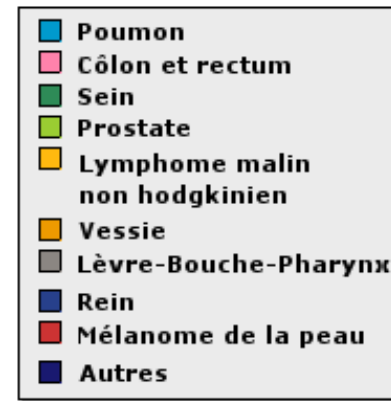 Poumon
Côlon et rectum
Sein
Prostate
Lymphome malin
non hodgkinien
Vessie
Lèvre-Bouche-Pharynx
Rein
Mélanome de la peau
Autres